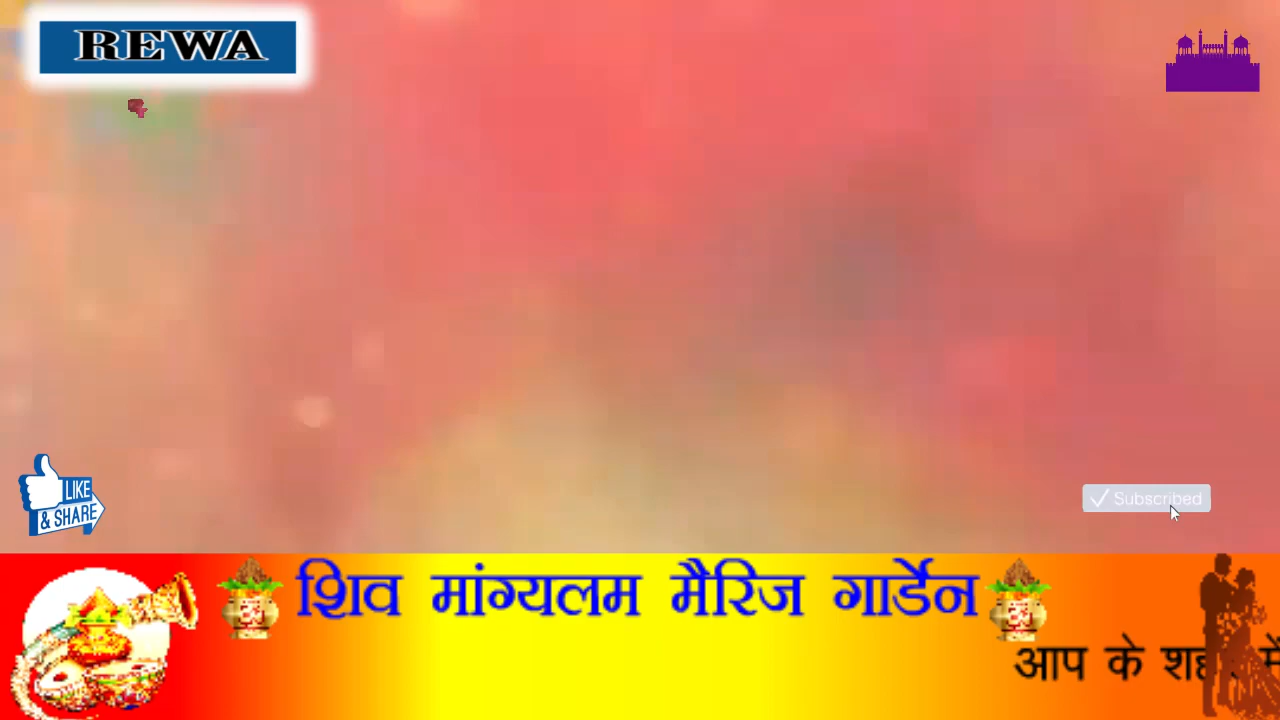 REWA
LIKE
& SHARE
Subscribed
शिव मांग्यलम मैरिज गार्डेन
आप के